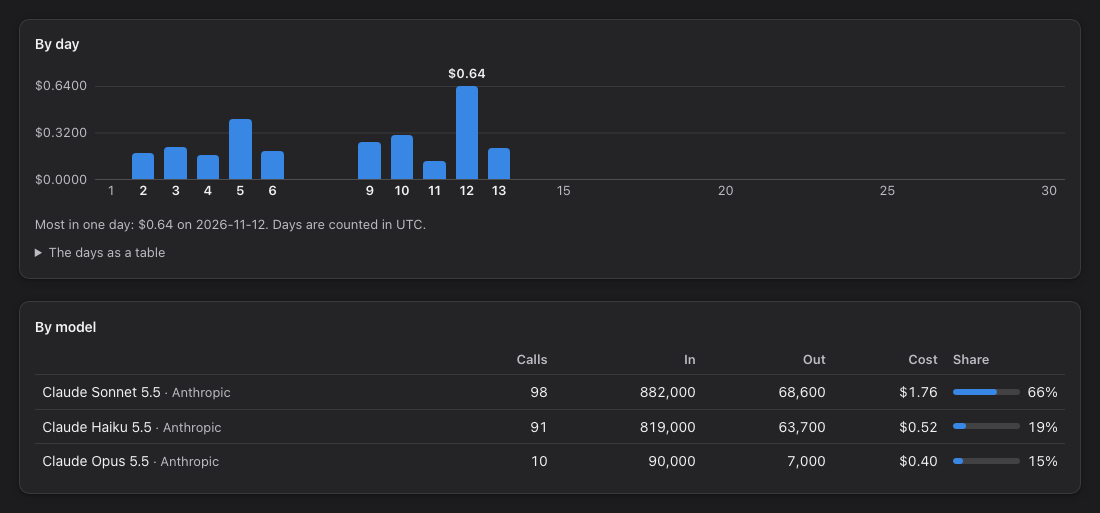 By day
$0.64
$0.6400
$0.3200
$0.0000
1 2 3 4 5 6 9 10 11 12 13 15 20 25 30
Most in one day: $0.64 on 2026-11-12. Days are counted in UTC.
▶ The days as a table
By model
Calls In Out Cost Share
Claude Sonnet 5.5 · Anthropic 98 882,000 68,600 $1.76 66%
Claude Haiku 5.5 · Anthropic 91 819,000 63,700 $0.52 19%
Claude Opus 5.5 · Anthropic 10 90,000 7,000 $0.40 15%